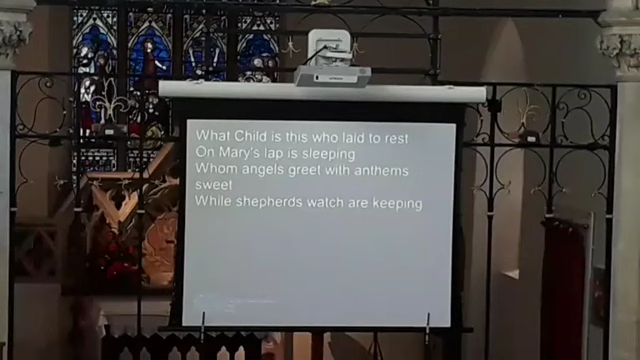 What Child is this who laid to rest
On Mary's lap is sleeping
Whom angels greet with anthems
sweet
While shepherds watch are keeping